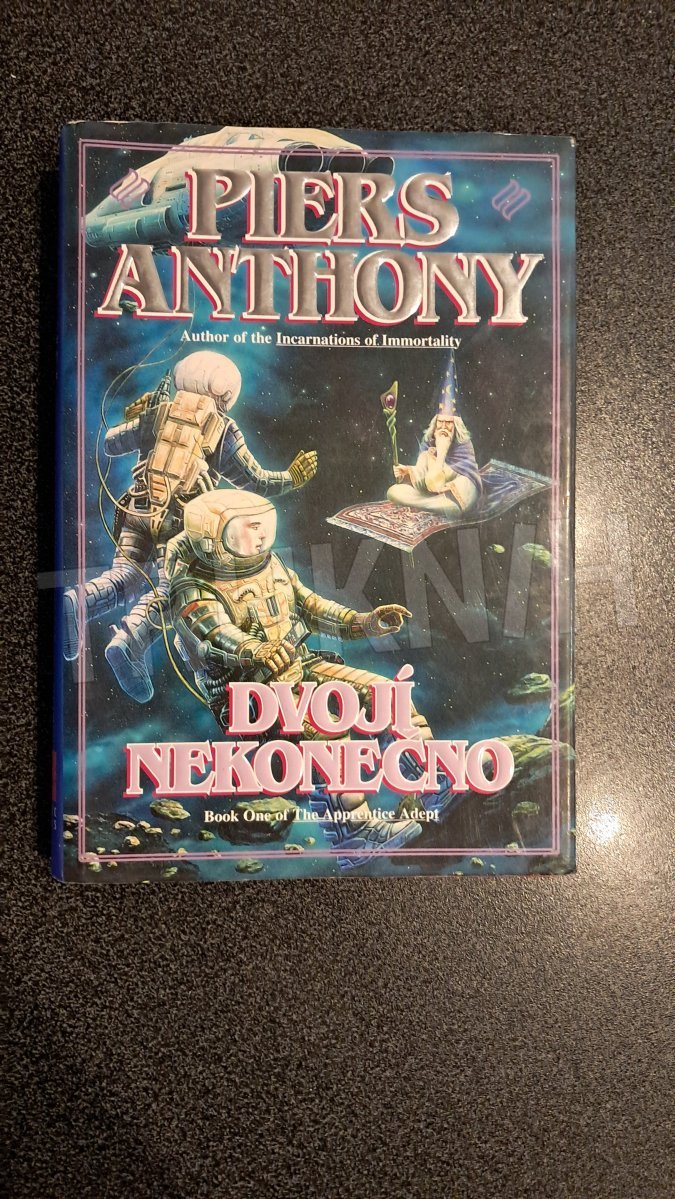 PIERS
ANTHONY
Author of the Incarnations of Immortality
DVOJÍ
NEKONEČNO
Book One of The Apprentice Adept